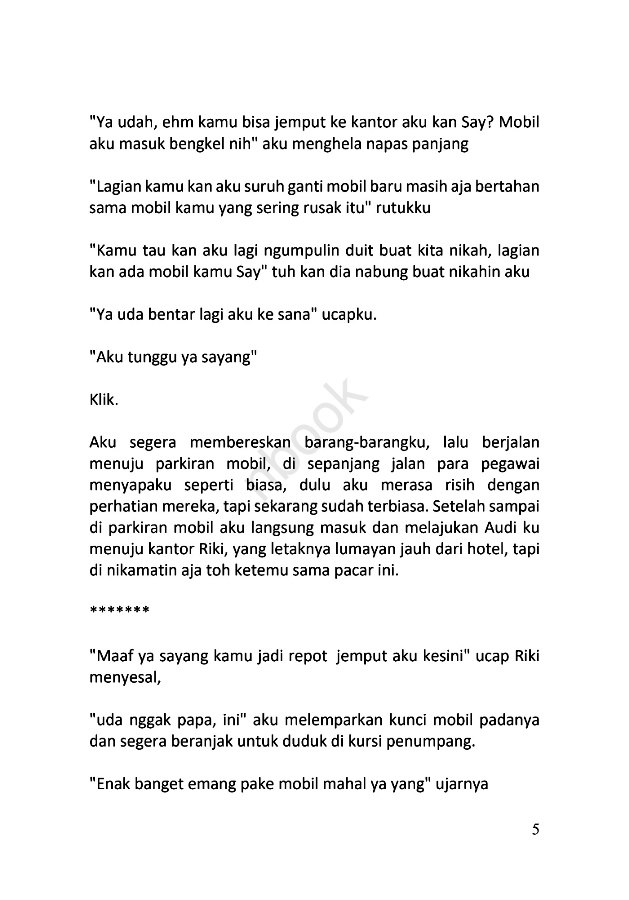 "Ya udah, ehm kamu bisa jemput ke kantor aku kan Say? Mobil
aku masuk bengkel nih" aku menghela napas panjang
"Lagian kamu kan aku suruh ganti mobil baru masih aja bertahan
sama mobil kamu yang sering rusak itu" rutukku
"Kamu tau kan aku lagi ngumpulin duit buat kita nikah, lagian
kan ada mobil kamu Say" tuh kan dia nabung buat nikahin aku
"Ya uda bentar lagi aku ke sana" ucapku.
"Aku tunggu ya sayang"
Klik.
Aku segera membereskan barang-barangku, lalu berjalan
menuju parkiran mobil, di sepanjang jalan para pegawai
menyapaku seperti biasa, dulu aku merasa risih dengan
perhatian mereka, tapi sekarang sudah terbiasa. Setelah sampai
di parkiran mobil aku langsung masuk dan melajukan Audi ku
menuju kantor Riki, yang letaknya lumayan jauh dari hotel, tapi
di nikamatin aja toh ketemu sama pacar ini.
*******
"Maaf ya sayang kamu jadi repot  jemput aku kesini" ucap Riki
menyesal,
"uda nggak papa, ini" aku melemparkan kunci mobil padanya
dan segera beranjak untuk duduk di kursi penumpang.
"Enak banget emang pake mobil mahal ya yang" ujarnya
5